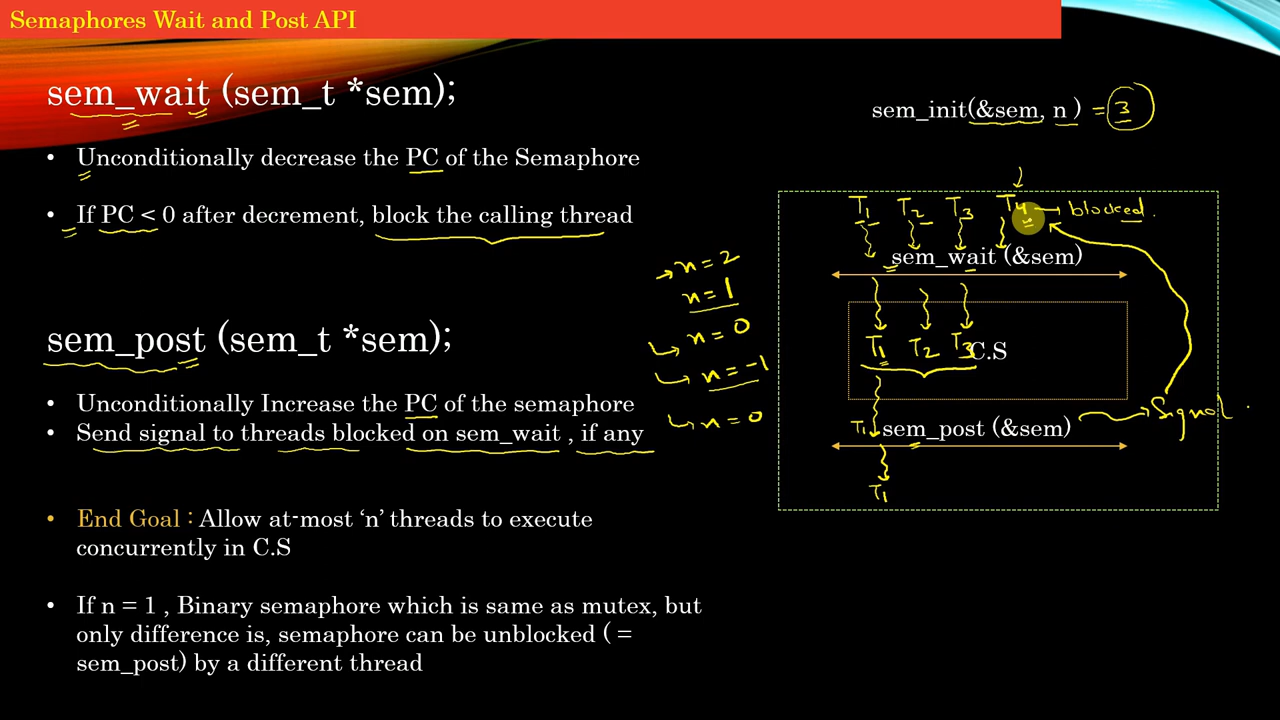 Semaphores Wait and Post API
sem_wait (sem_t *sem);
• Unconditionally decrease the PC of the Semaphore
• If PC < 0 after decrement, block the calling thread
sem_post (sem_t *sem);
• Unconditionally Increase the PC of the semaphore
• Send signal to threads blocked on sem_wait , if any
• End Goal : Allow at-most ‘n’ threads to execute
concurrently in C.S
• If n = 1 , Binary semaphore which is same as mutex, but
only difference is, semaphore can be unblocked ( =
sem_post) by a different thread
n = 2
n = 1
n = 0
n = -1
n = 0
sem_init(&sem, n ) = 3
T1 T2 T3 T4 → blocked.
sem_wait (&sem)
T1 T2 T3 C.S
T1 sem_post (&sem) → Signal.
T1